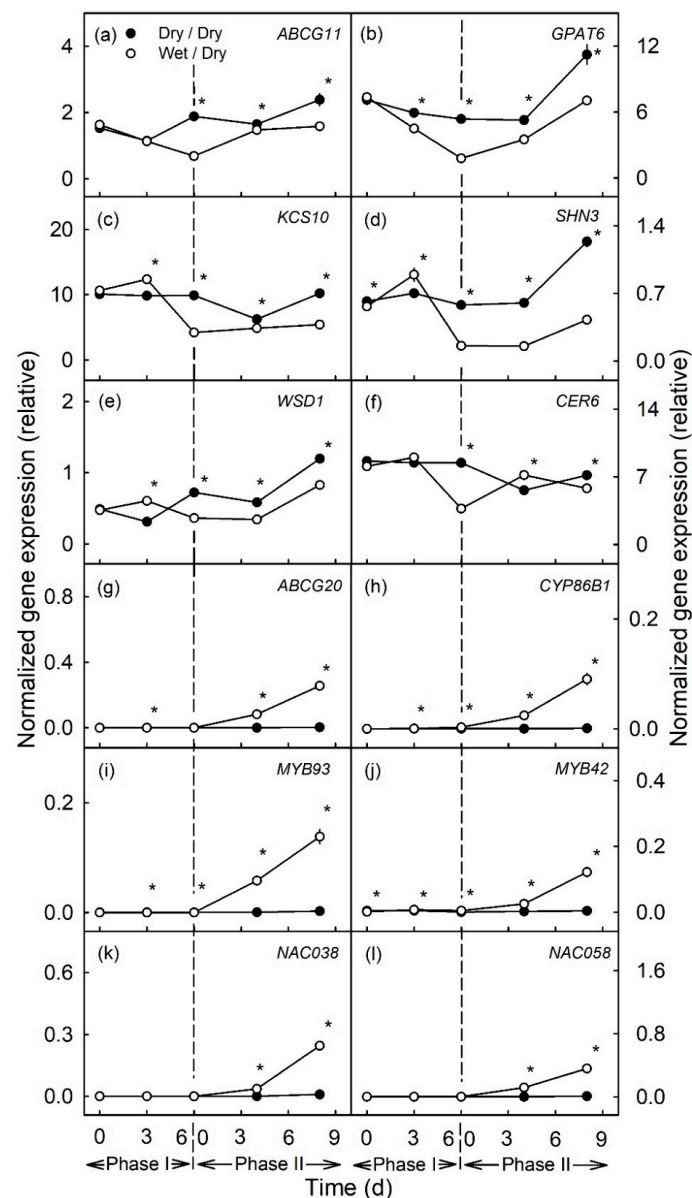 (a)
Dry / Dry
Wet / Dry
ABCG11
4
2
0
(b)
GPAT6
12
6
0
*
*
*
*
*
*
*
(c)
KCS10
20
10
0
(d)
SHN3
1.4
0.7
0.0
*
*
*
*
*
*
*
*
*
(e)
WSD1
2
1
0
(f)
CER6
14
7
0
*
*
*
*
*
*
*
(g)
ABCG20
0.8
0.4
0.0
(h)
CYP86B1
0.2
0.0
*
*
*
*
*
*
*
(i)
MYB93
0.2
0.0
(j)
MYB42
0.4
0.2
0.0
*
*
*
*
*
*
*
*
*
(k)
NAC038
0.6
0.3
0.0
(l)
NAC058
1.6
0.8
0.0
*
*
*
*
Normalized gene expression (relative)
Normalized gene expression (relative)
0 3 6 0 3 6 9 0 3 6 0 3 6 9
Phase I Phase II Phase I Phase II
Time (d)